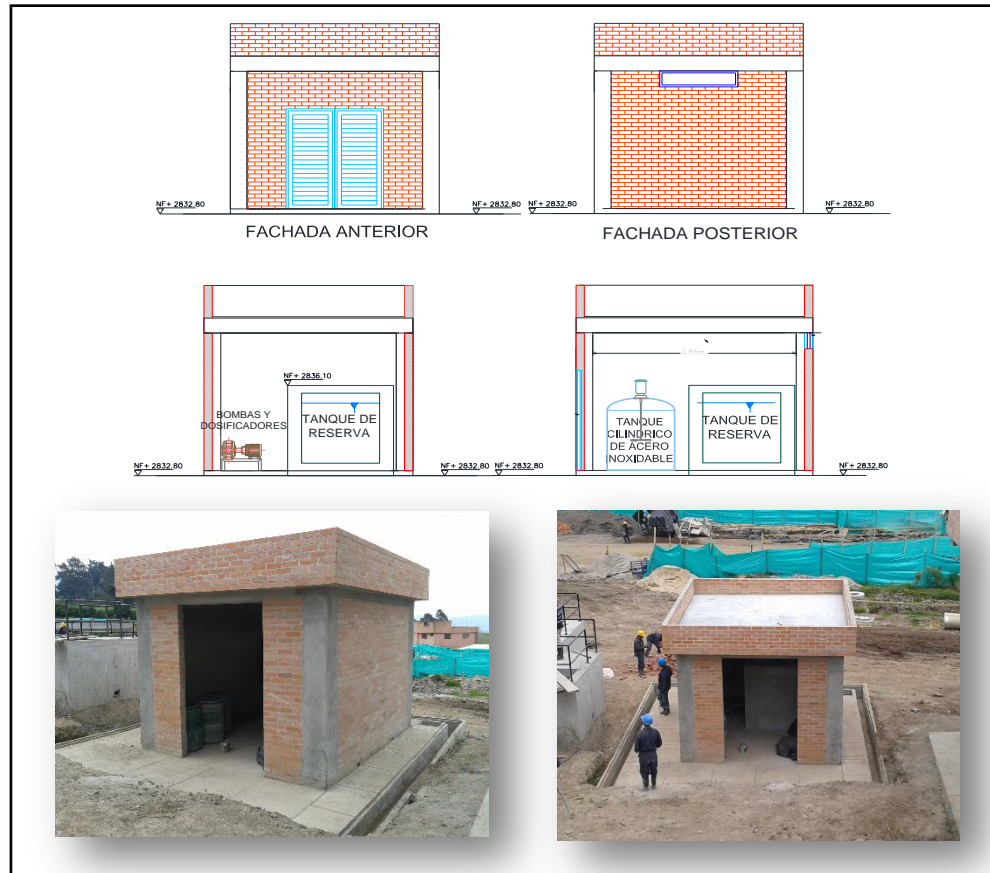 NF+ 2832.80
NF+ 2832.80
NF+ 2832.80
NF+ 2832.80
FACHADA ANTERIOR
FACHADA POSTERIOR
NF+ 2836.10
BOMBAS Y
DOSIFICADORES
TANQUE DE
RESERVA
TANQUE
CILINDRICO
DE ACERO
INOXIDABLE
TANQUE DE
RESERVA
NF+ 2832.80
NF+ 2832.80
NF+ 2832.80
NF+ 2832.80